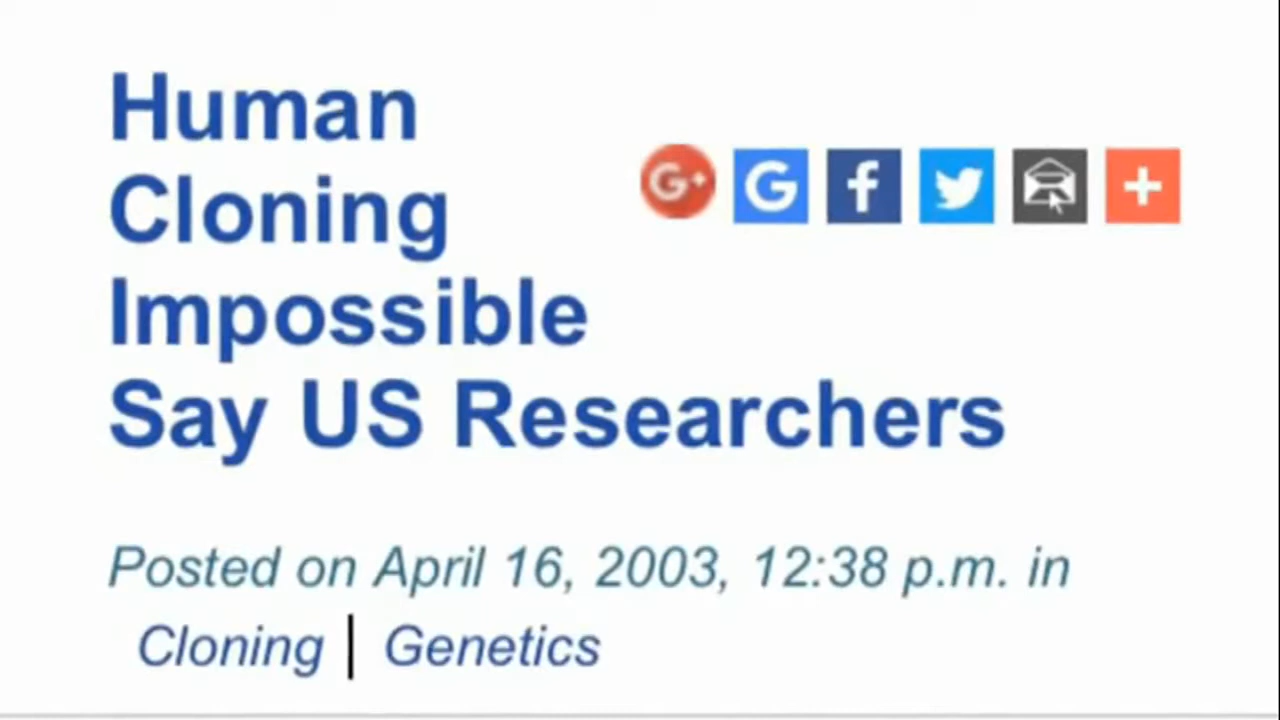 Human
Cloning
Impossible
Say US Researchers
G+ G f +
Posted on April 16, 2003, 12:38 p.m. in
Cloning | Genetics